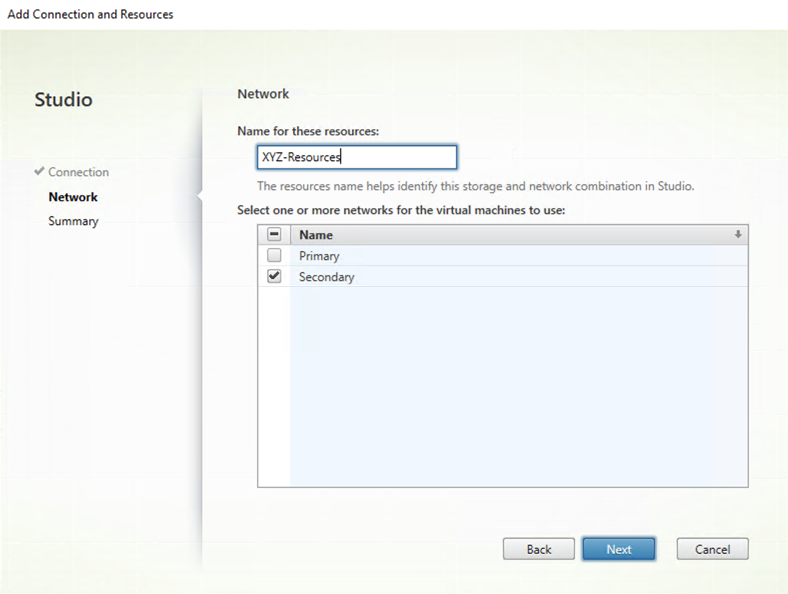 Add Connection and Resources
Studio
Connection
Network
Summary
Network
Name for these resources:
XYZ-Resources
The resources name helps identify this storage and network combination in Studio.
Select one or more networks for the virtual machines to use:
Name
Primary
Secondary
Back
Next
Cancel